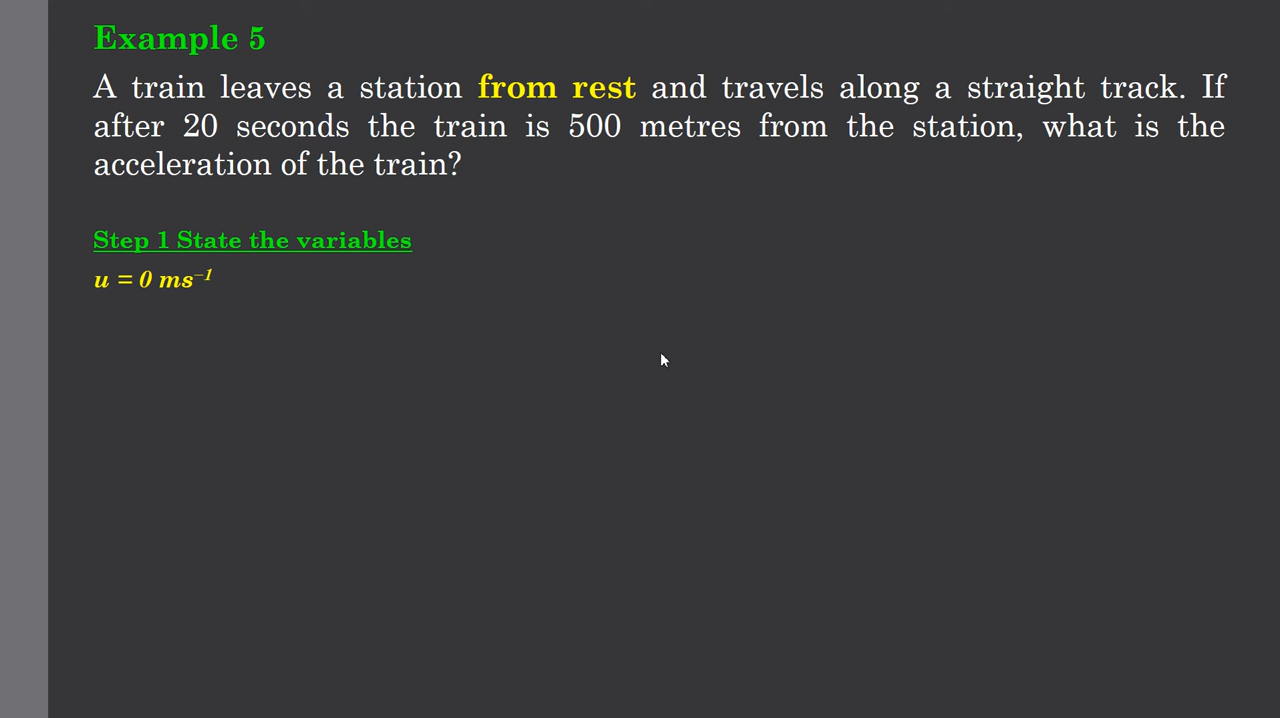 Example 5
A train leaves a station from rest and travels along a straight track. If
after 20 seconds the train is 500 metres from the station, what is the
acceleration of the train?
Step 1 State the variables
u = 0 ms⁻¹